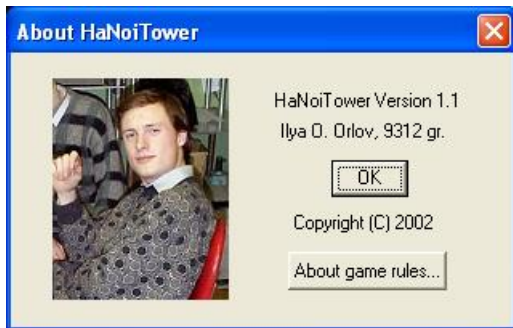 About HaNoiTower
HaNoiTower Version 1.1
Ilya O. Orlov, 9312 gr.
OK
Copyright (C) 2002
About game rules...